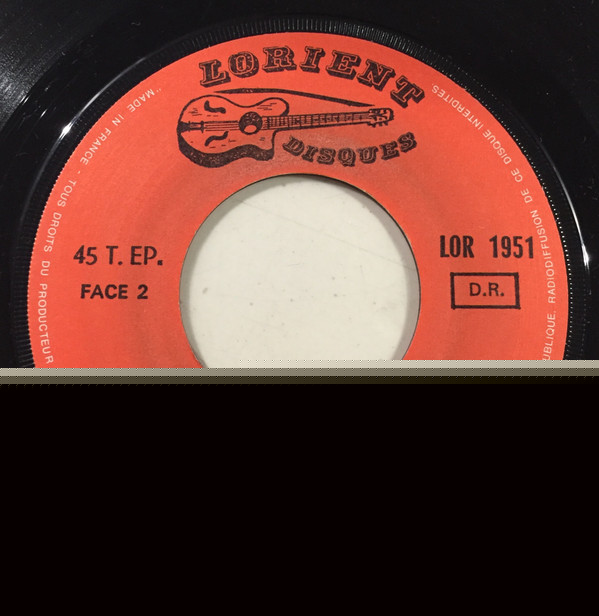 LORIENT
DISQUES
45 T. EP.
FACE 2
LOR 1951
D.R.
"MADE IN FRANCE - TOUS DROITS DU PRODUCTEUR
RADIODIFFUSION DE CE DISQUE INTERDITES